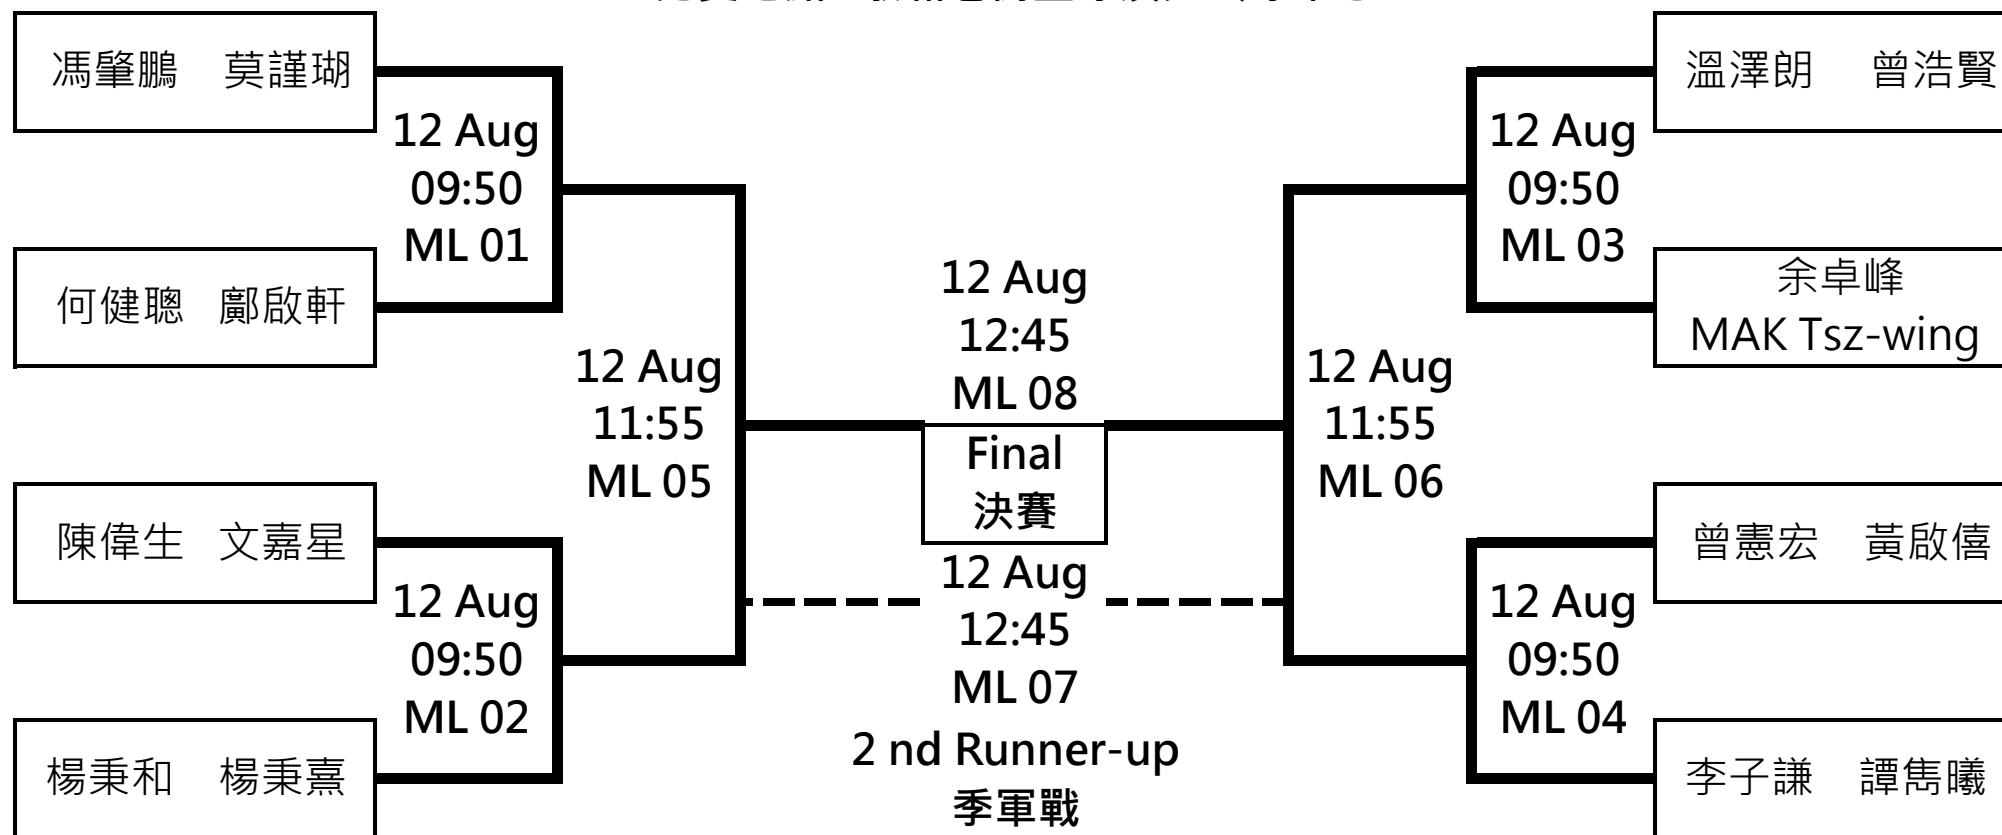 馮肇鵬 莫謹瑚
12 Aug
09:50
ML 01
何健聰 鄺啟軒
12 Aug
11:55
ML 05
陳偉生 文嘉星
12 Aug
09:50
ML 02
楊秉和 楊秉熹
12 Aug
12:45
ML 08
Final
決賽
12 Aug
12:45
ML 07
2 nd Runner-up
季軍戰
溫澤朗 曾浩賢
12 Aug
09:50
ML 03
余卓峰
MAK Tsz-wing
12 Aug
11:55
ML 06
曾憲宏 黃啟僖
12 Aug
09:50
ML 04
李子謙 譚雋曦